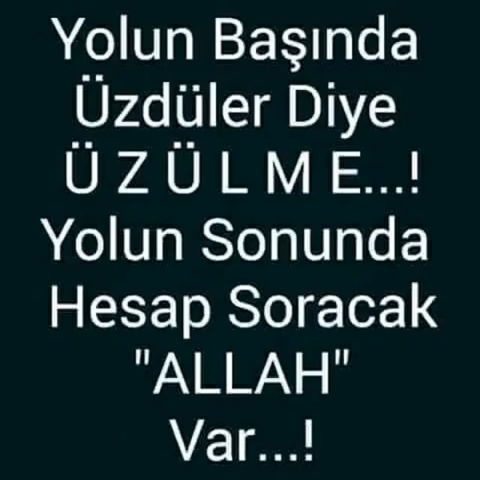 Yolun Başında
Üzdüler Diye
Ü Z Ü L M E...!
Yolun Sonunda
Hesap Soracak
"ALLAH"
Var...!